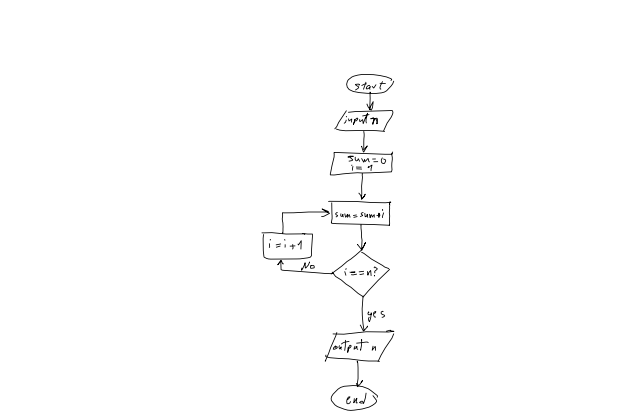 start
input n
sum=0
i=1
sum=sum+i
i=i+1
No
i==n?
yes
output n
end